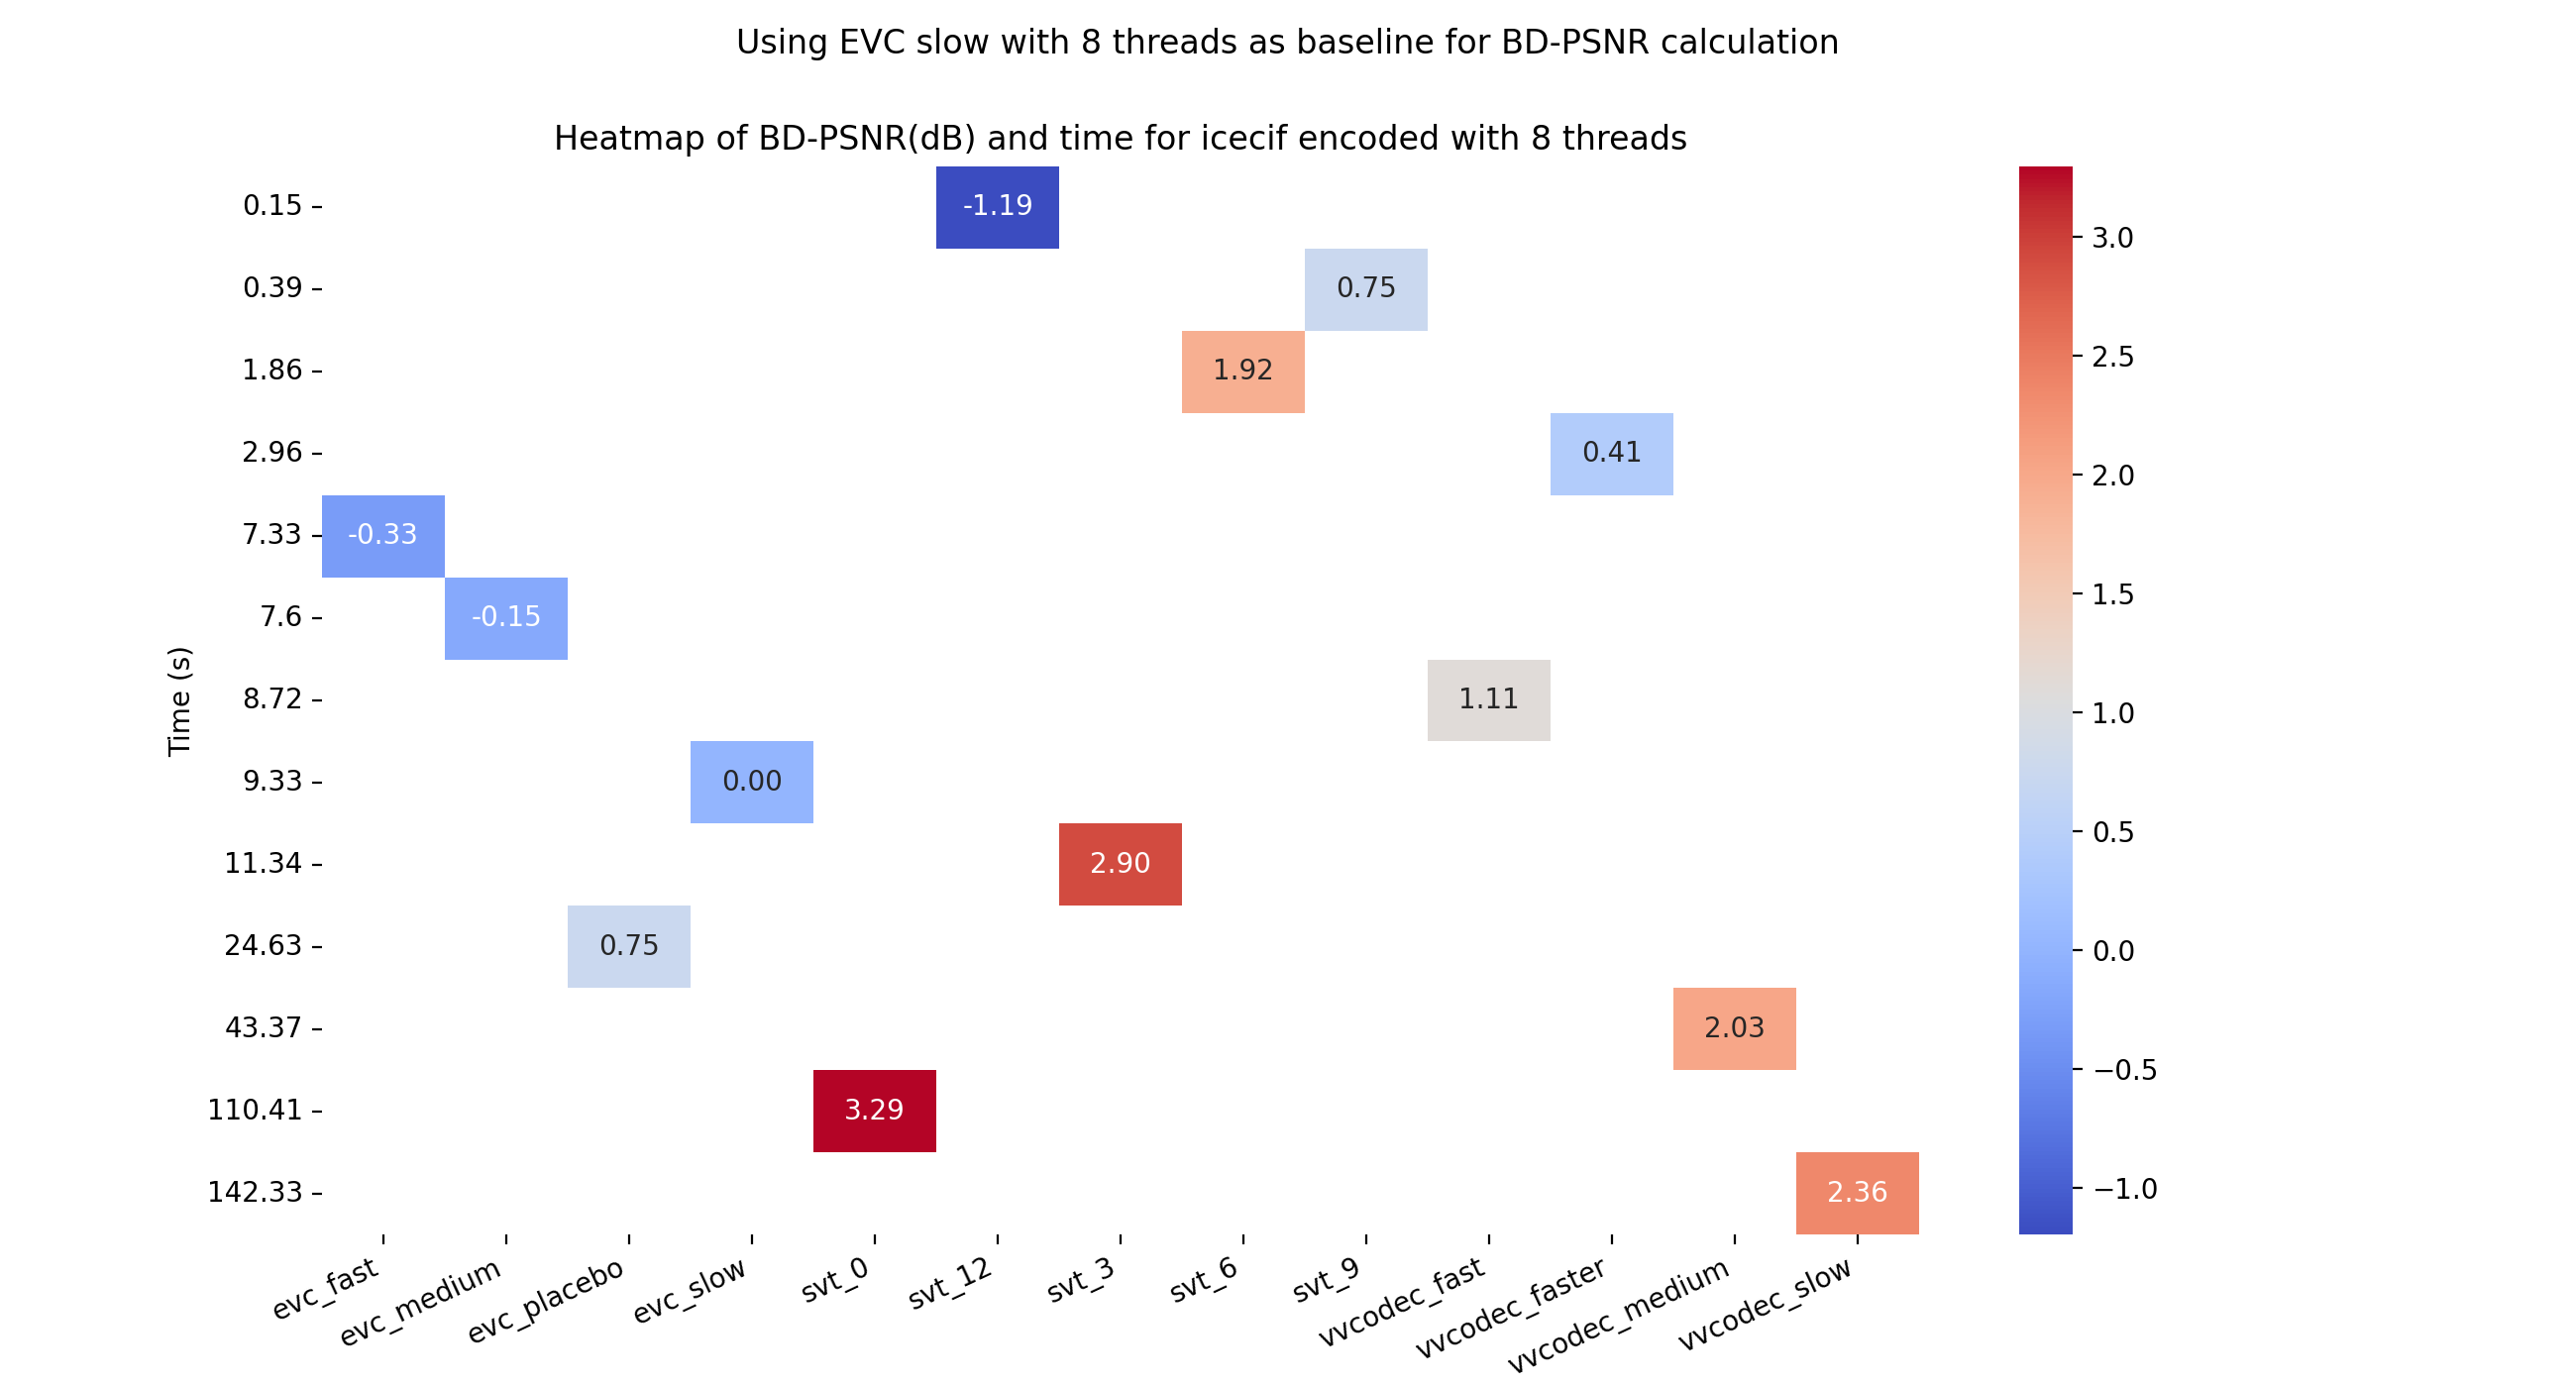 Using EVC slow with 8 threads as baseline for BD-PSNR calculation
Heatmap of BD-PSNR(dB) and time for icecif encoded with 8 threads
Time (s)
0.15 -1.19
0.39 0.75
1.86 1.92
2.96 0.41
7.33 -0.33
7.6 -0.15
8.72 1.11
9.33 0.00
11.34 2.90
24.63 0.75
43.37 2.03
110.41 3.29
142.33 2.36
evc_fast
evc_medium
evc_placebo
evc_slow
svt_0
svt_12
svt_3
svt_6
svt_9
vvcodec_fast
vvcodec_faster
vvcodec_medium
vvcodec_slow
3.0
2.5
2.0
1.5
1.0
0.5
0.0
−0.5
−1.0